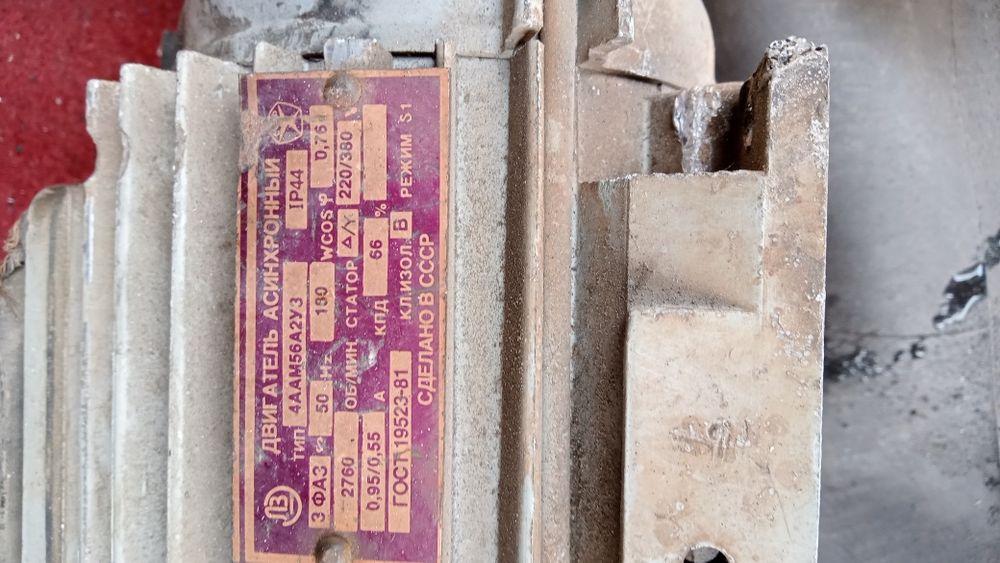 ДВИГАТЕЛЬ АСИНХРОННЫЙ
ТИП 4ААМ56А2У3 IP44
3 ФАЗ ~ 50 Hz 180 W COS φ 0,76
2760 ОБ/МИН. СТАТОР Δ/Y 220/380 V
0,95/0,55 А КПД 66 %
ГОСТ 19523-81 КЛ.ИЗОЛ. В РЕЖИМ S1
СДЕЛАНО В СССР